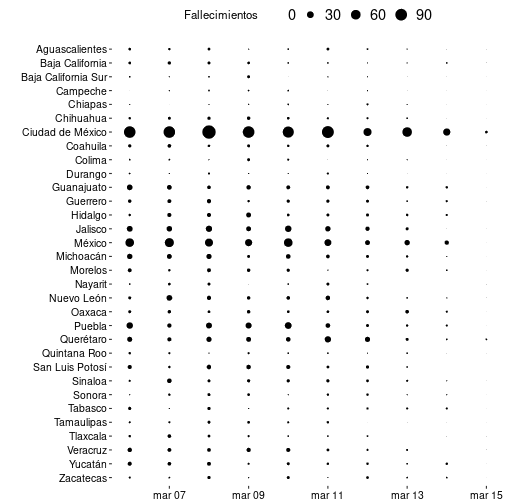 Fallecimientos 0 30 60 90
Aguascalientes
Baja California
Baja California Sur
Campeche
Chiapas
Chihuahua
Ciudad de México
Coahuila
Colima
Durango
Guanajuato
Guerrero
Hidalgo
Jalisco
México
Michoacán
Morelos
Nayarit
Nuevo León
Oaxaca
Puebla
Querétaro
Quintana Roo
San Luis Potosí
Sinaloa
Sonora
Tabasco
Tamaulipas
Tlaxcala
Veracruz
Yucatán
Zacatecas
mar 07 mar 09 mar 11 mar 13 mar 15